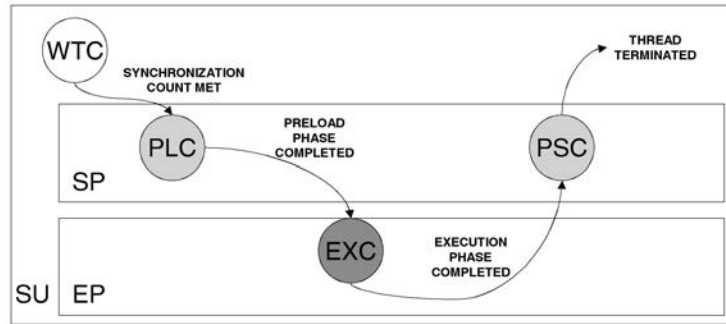 WTC
SYNCHRONIZATION
COUNT MET
THREAD
TERMINATED
PLC
PRELOAD
PHASE
COMPLETED
PSC
SP
EXC
EXECUTION
PHASE
COMPLETED
SU
EP